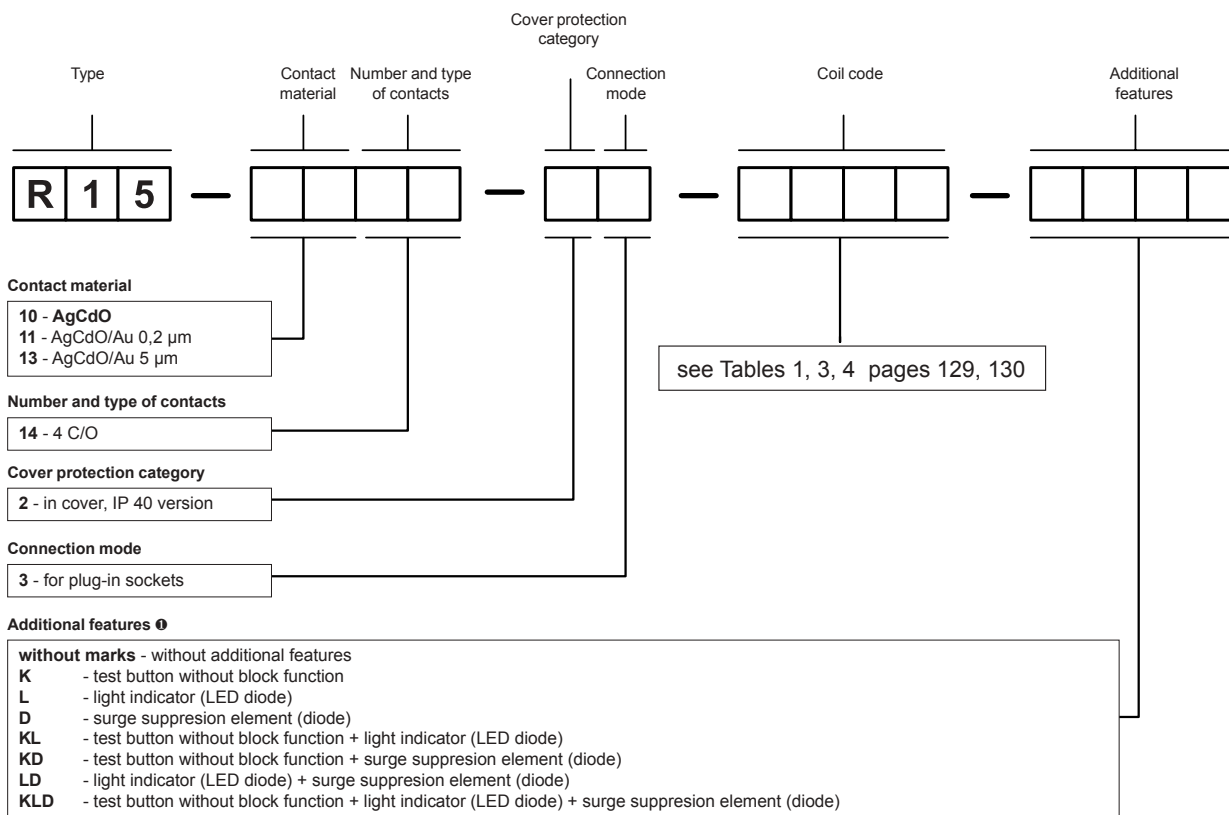 Cover protection
category
Type
Contact
material
Number and type
of contacts
Connection
mode
Coil code
Additional
features
R 1 5 – – – –
Contact material
10 - AgCdO
11 - AgCdO/Au 0,2 µm
13 - AgCdO/Au 5 µm
see Tables 1, 3, 4 pages 129, 130
Number and type of contacts
14 - 4 C/O
Cover protection category
2 - in cover, IP 40 version
Connection mode
3 - for plug-in sockets
Additional features ❶
without marks - without additional features
K - test button without block function
L - light indicator (LED diode)
D - surge suppresion element (diode)
KL - test button without block function + light indicator (LED diode)
KD - test button without block function + surge suppresion element (diode)
LD - light indicator (LED diode) + surge suppresion element (diode)
KLD - test button without block function + light indicator (LED diode) + surge suppresion element (diode)